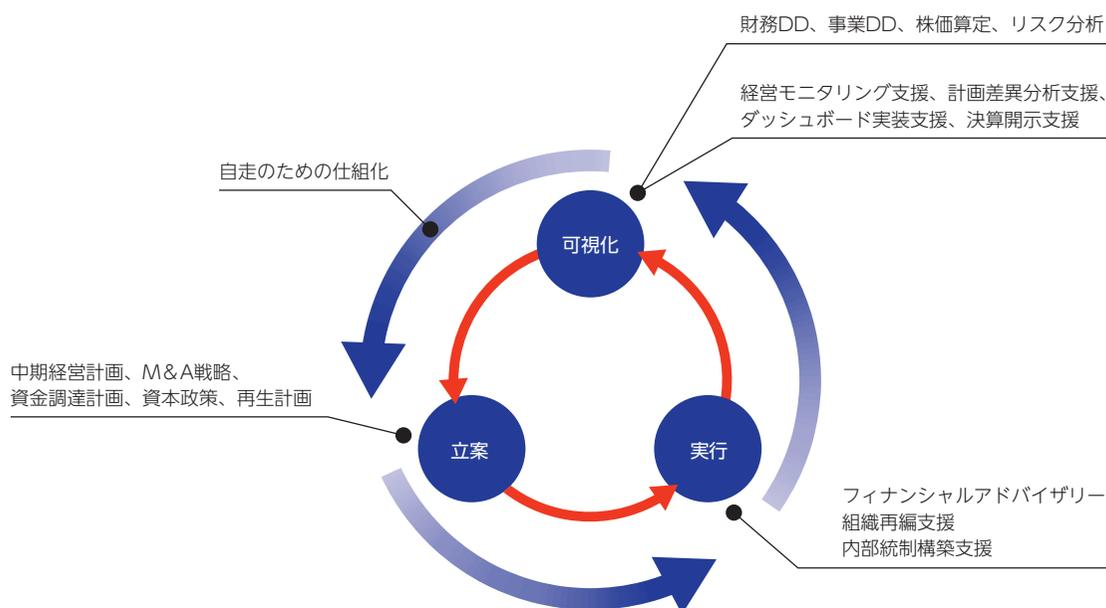 財務DD、事業DD、株価算定、リスク分析
経営モニタリング支援、計画差異分析支援、
ダッシュボード実装支援、決算開示支援
自走のための仕組化
可視化
中期経営計画、M&A戦略、
資金調達計画、資本政策、再生計画
立案
実行
フィナンシャルアドバイザリー
組織再編支援
内部統制構築支援